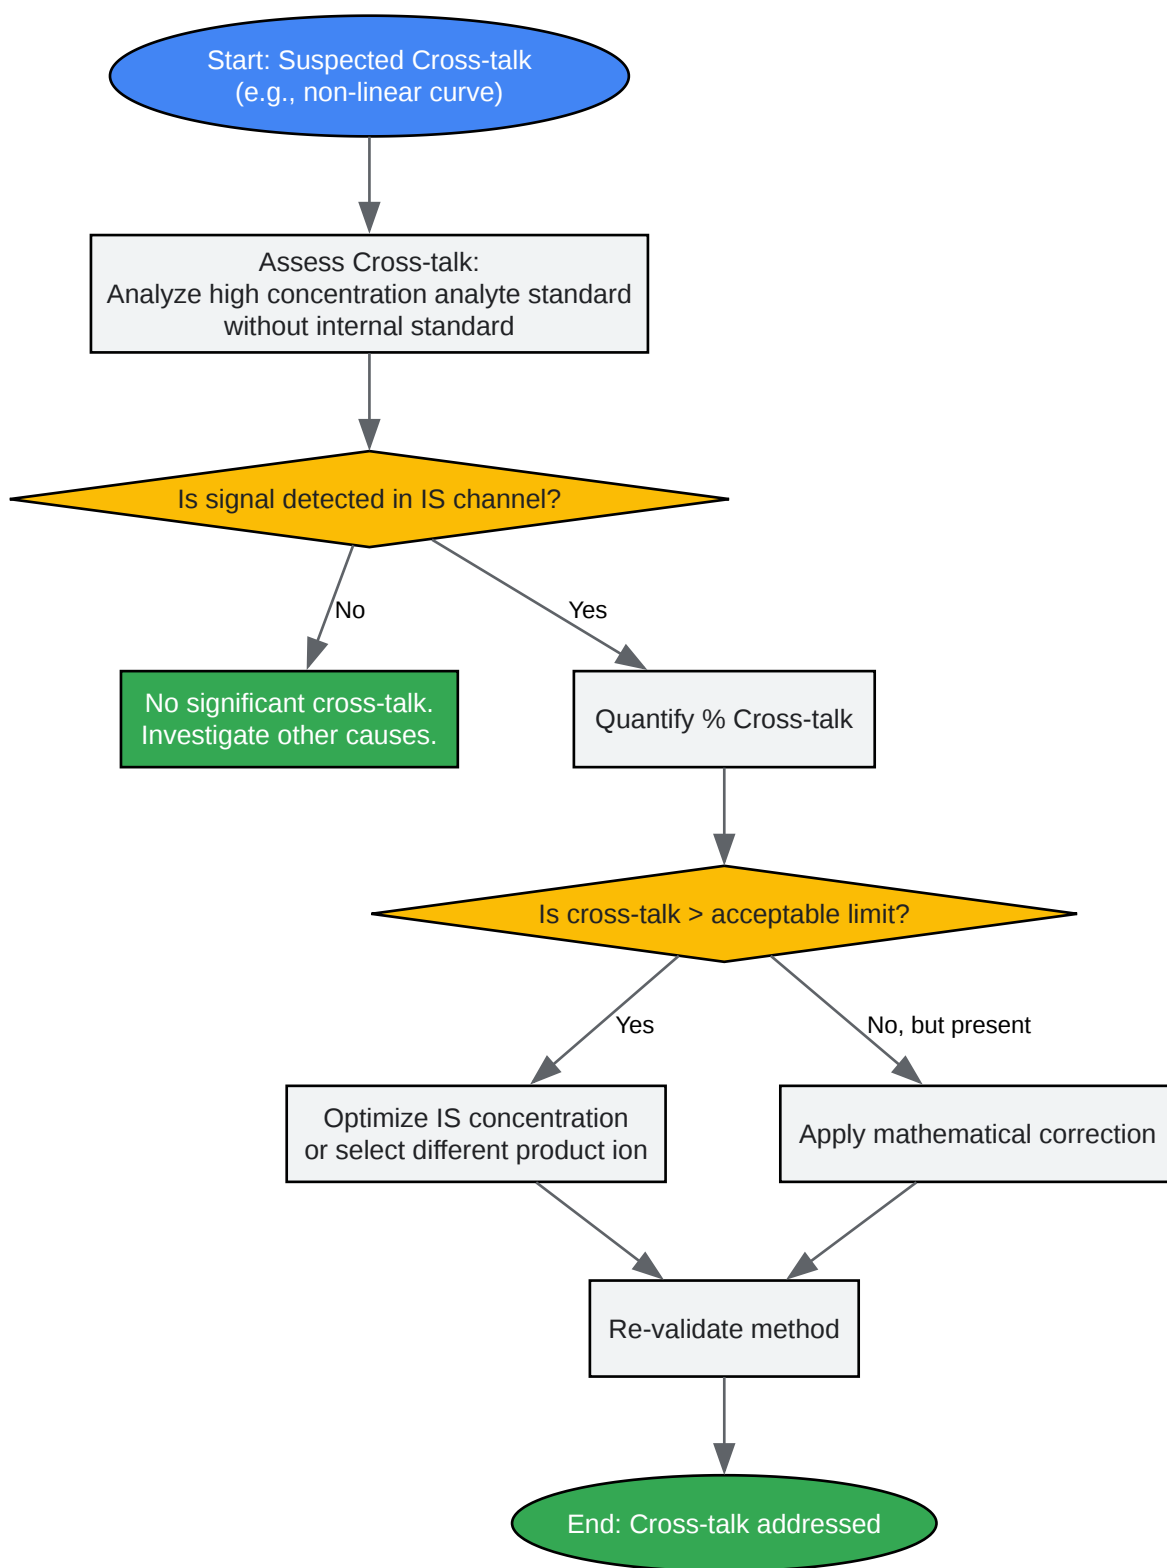 Start: Suspected Cross-talk
(e.g., non-linear curve)
Assess Cross-talk:
Analyze high concentration analyte standard
without internal standard
Is signal detected in IS channel?
No
Yes
No significant cross-talk.
Investigate other causes.
Quantify % Cross-talk
Is cross-talk > acceptable limit?
Yes
No, but present
Optimize IS concentration
or select different product ion
Apply mathematical correction
Re-validate method
End: Cross-talk addressed